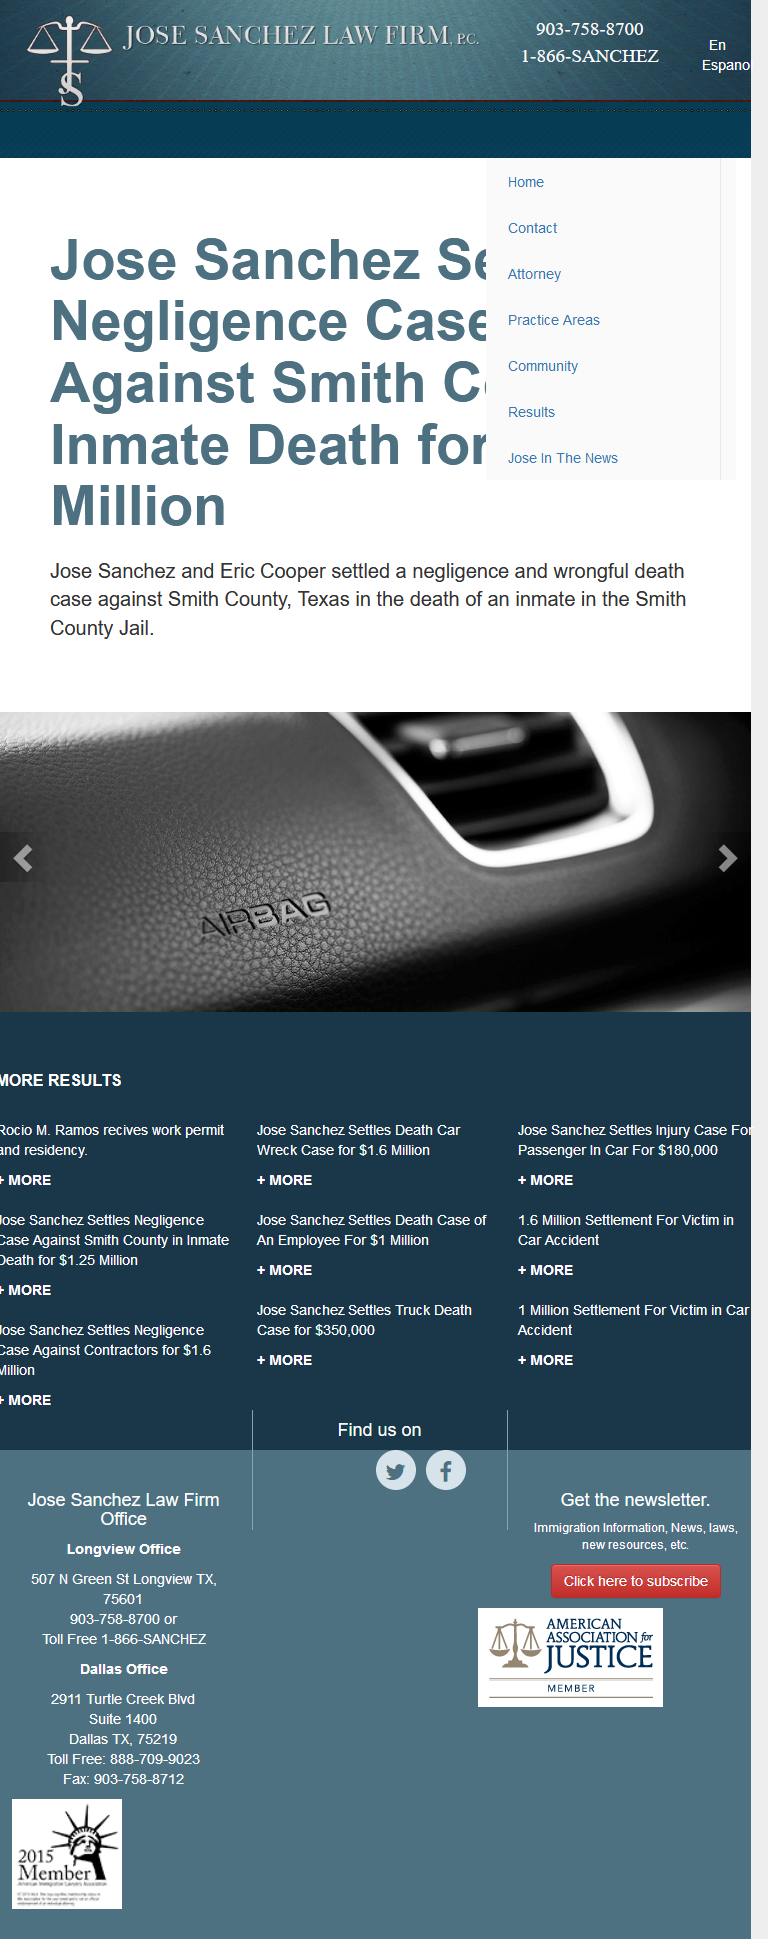 JOSE SANCHEZ LAW FIRM, P.C.
903-758-8700
1-866-SANCHEZ
En
Espano
Home
Contact
Attorney
Practice Areas
Community
Results
Jose In The News
Jose Sanchez Se
Negligence Case
Against Smith C
Inmate Death for
Million
Jose Sanchez and Eric Cooper settled a negligence and wrongful death
case against Smith County, Texas in the death of an inmate in the Smith
County Jail.
AIRBAG
MORE RESULTS
Rocio M. Ramos recives work permit
and residency.
+ MORE
Jose Sanchez Settles Negligence
Case Against Smith County in Inmate
Death for $1.25 Million
+ MORE
Jose Sanchez Settles Negligence
Case Against Contractors for $1.6
Million
+ MORE
Jose Sanchez Settles Death Car
Wreck Case for $1.6 Million
+ MORE
Jose Sanchez Settles Death Case of
An Employee For $1 Million
+ MORE
Jose Sanchez Settles Truck Death
Case for $350,000
+ MORE
Jose Sanchez Settles Injury Case For
Passenger In Car For $180,000
+ MORE
1.6 Million Settlement For Victim in
Car Accident
+ MORE
1 Million Settlement For Victim in Car
Accident
+ MORE
Find us on
Jose Sanchez Law Firm
Office
Longview Office
507 N Green St Longview TX,
75601
903-758-8700 or
Toll Free 1-866-SANCHEZ
Dallas Office
2911 Turtle Creek Blvd
Suite 1400
Dallas TX, 75219
Toll Free: 888-709-9023
Fax: 903-758-8712
2015
Member
American Immigration Lawyers Association
Get the newsletter.
Immigration Information, News, laws,
new resources, etc.
Click here to subscribe
AMERICAN
ASSOCIATION for
JUSTICE
MEMBER